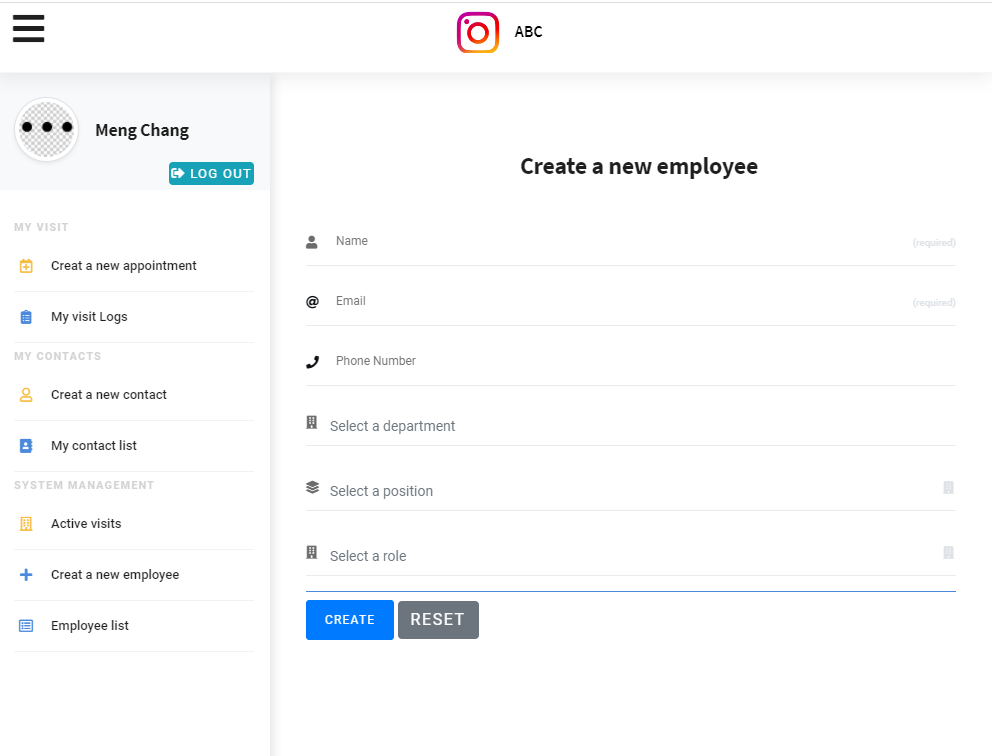 ABC
Meng Chang
LOG OUT
MY VISIT
Creat a new appointment
My visit Logs
MY CONTACTS
Creat a new contact
My contact list
SYSTEM MANAGEMENT
Active visits
Creat a new employee
Employee list
Create a new employee
Name (required)
@ Email (required)
Phone Number
Select a department
Select a position
Select a role
CREATE RESET